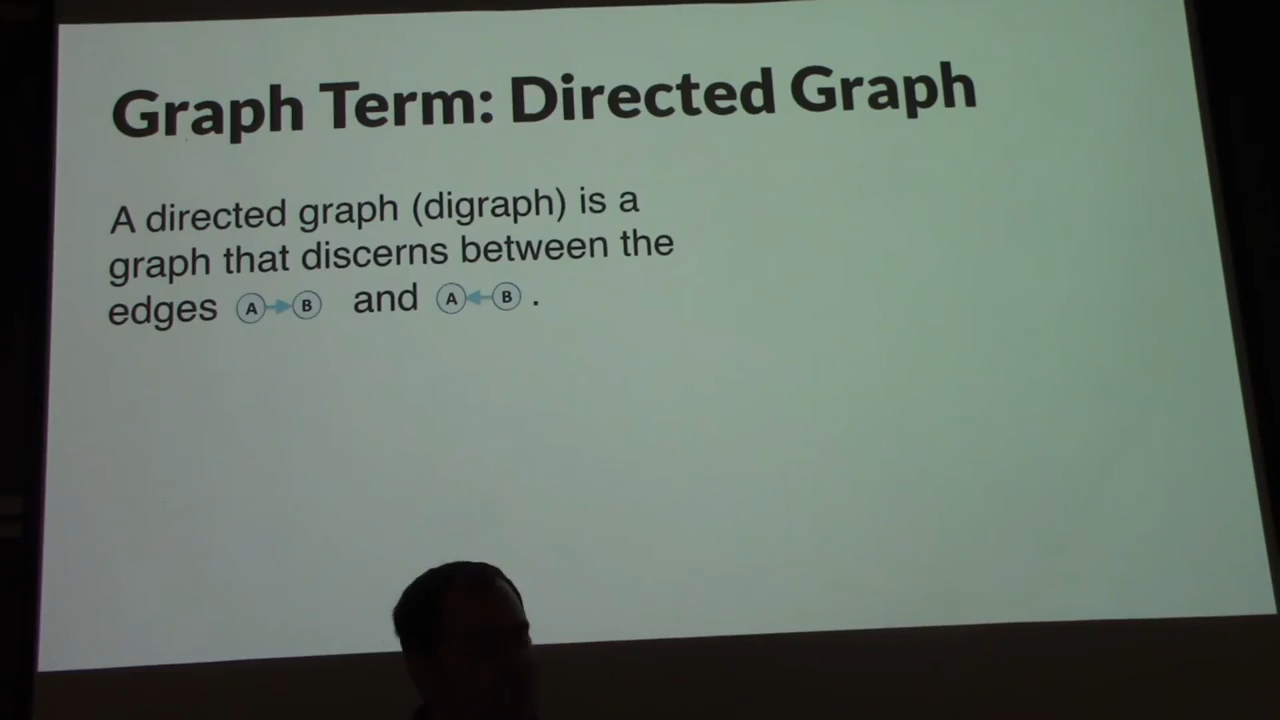 Graph Term: Directed Graph
A directed graph (digraph) is a
graph that discerns between the
edges A B and A B .